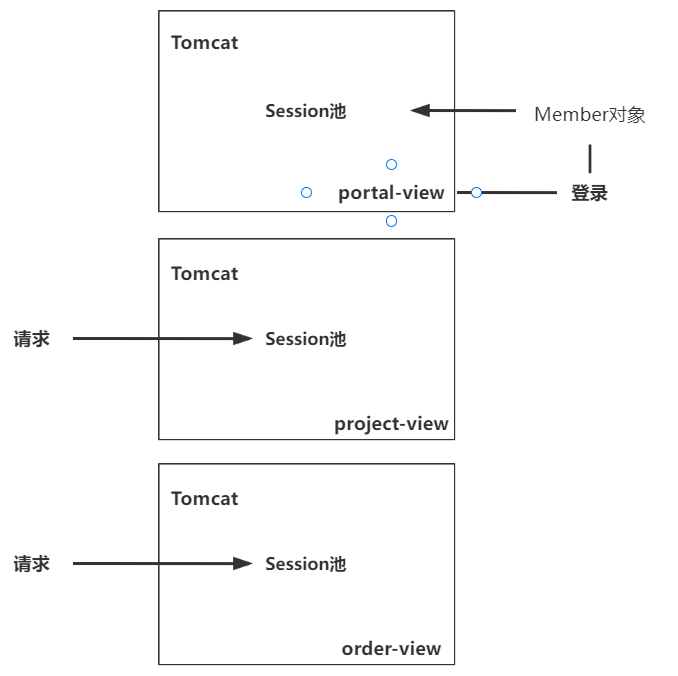 Tomcat
Session池
Member对象
portal-view
登录
Tomcat
请求
Session池
project-view
Tomcat
请求
Session池
order-view